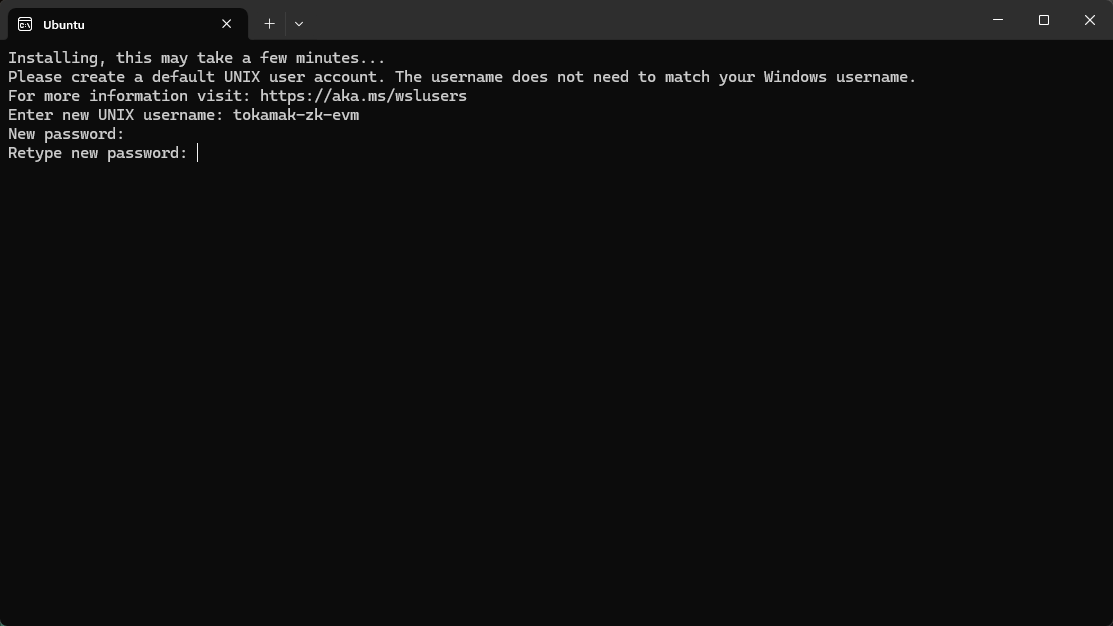 Ubuntu
Installing, this may take a few minutes...
Please create a default UNIX user account. The username does not need to match your Windows username.
For more information visit: https://aka.ms/wslusers
Enter new UNIX username: tokamak-zk-evm
New password:
Retype new password: